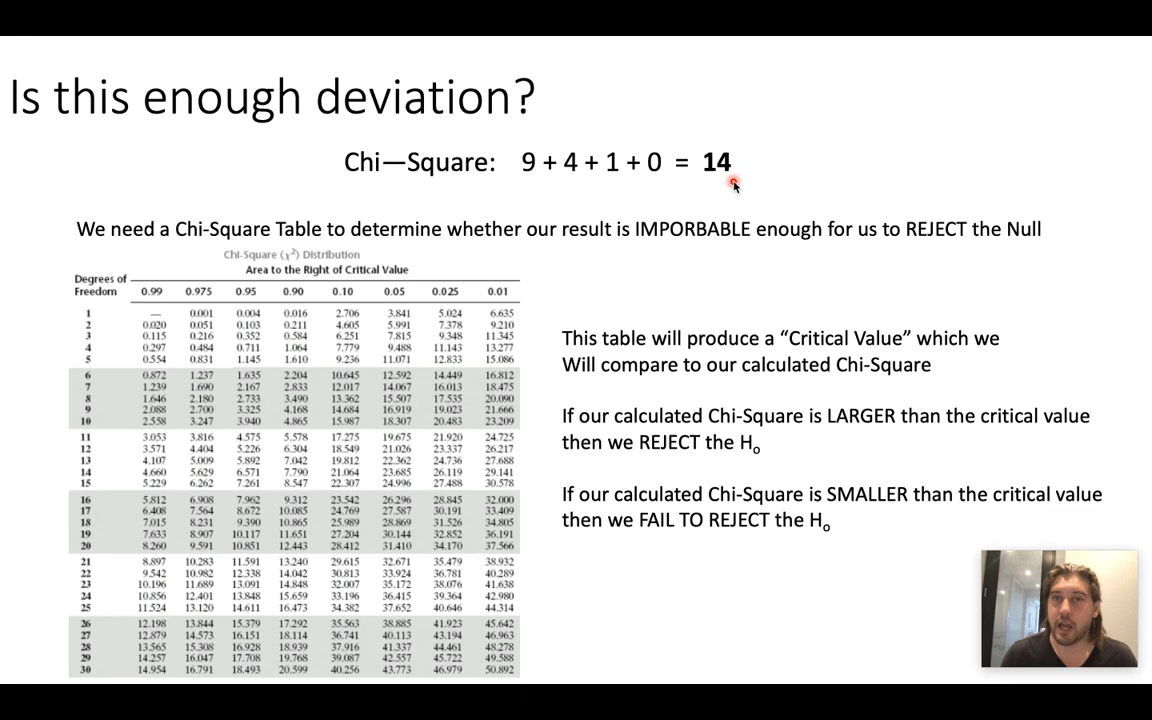 Is this enough deviation?
Chi—Square: 9 + 4 + 1 + 0 = 14
We need a Chi-Square Table to determine whether our result is IMPORBABLE enough for us to REJECT the Null
Chi-Square (χ²) Distribution
Area to the Right of Critical Value
Degrees of
Freedom 0.99 0.975 0.95 0.90 0.10 0.05 0.025 0.01
1 — 0.001 0.004 0.016 2.706 3.841 5.024 6.635
2 0.020 0.051 0.103 0.211 4.605 5.991 7.378 9.210
3 0.115 0.216 0.352 0.584 6.251 7.815 9.348 11.345
4 0.297 0.484 0.711 1.064 7.779 9.488 11.143 13.277
5 0.554 0.831 1.145 1.610 9.236 11.071 12.833 15.086
6 0.872 1.237 1.635 2.204 10.645 12.592 14.449 16.812
7 1.239 1.690 2.167 2.833 12.017 14.067 16.013 18.475
8 1.646 2.180 2.733 3.490 13.362 15.507 17.535 20.090
9 2.088 2.700 3.325 4.168 14.684 16.919 19.023 21.666
10 2.558 3.247 3.940 4.865 15.987 18.307 20.483 23.209
11 3.053 3.816 4.575 5.578 17.275 19.675 21.920 24.725
12 3.571 4.404 5.226 6.304 18.549 21.026 23.337 26.217
13 4.107 5.009 5.892 7.042 19.812 22.362 24.736 27.688
14 4.660 5.629 6.571 7.790 21.064 23.685 26.119 29.141
15 5.229 6.262 7.261 8.547 22.307 24.996 27.488 30.578
16 5.812 6.908 7.962 9.312 23.542 26.296 28.845 32.000
17 6.408 7.564 8.672 10.085 24.769 27.587 30.191 33.409
18 7.015 8.231 9.390 10.865 25.989 28.869 31.526 34.805
19 7.633 8.907 10.117 11.651 27.204 30.144 32.852 36.191
20 8.260 9.591 10.851 12.443 28.412 31.410 34.170 37.566
21 8.897 10.283 11.591 13.240 29.615 32.671 35.479 38.932
22 9.542 10.982 12.338 14.042 30.813 33.924 36.781 40.289
23 10.196 11.689 13.091 14.848 32.007 35.172 38.076 41.638
24 10.856 12.401 13.848 15.659 33.196 36.415 39.364 42.980
25 11.524 13.120 14.611 16.473 34.382 37.652 40.646 44.314
26 12.198 13.844 15.379 17.292 35.563 38.885 41.923 45.642
27 12.879 14.573 16.151 18.114 36.741 40.113 43.194 46.963
28 13.565 15.308 16.928 18.939 37.916 41.337 44.461 48.278
29 14.257 16.047 17.708 19.768 39.087 42.557 45.722 49.588
30 14.954 16.791 18.493 20.599 40.256 43.773 46.979 50.892
This table will produce a “Critical Value” which we
Will compare to our calculated Chi-Square
If our calculated Chi-Square is LARGER than the critical value
then we REJECT the Hₒ
If our calculated Chi-Square is SMALLER than the critical value
then we FAIL TO REJECT the Hₒ